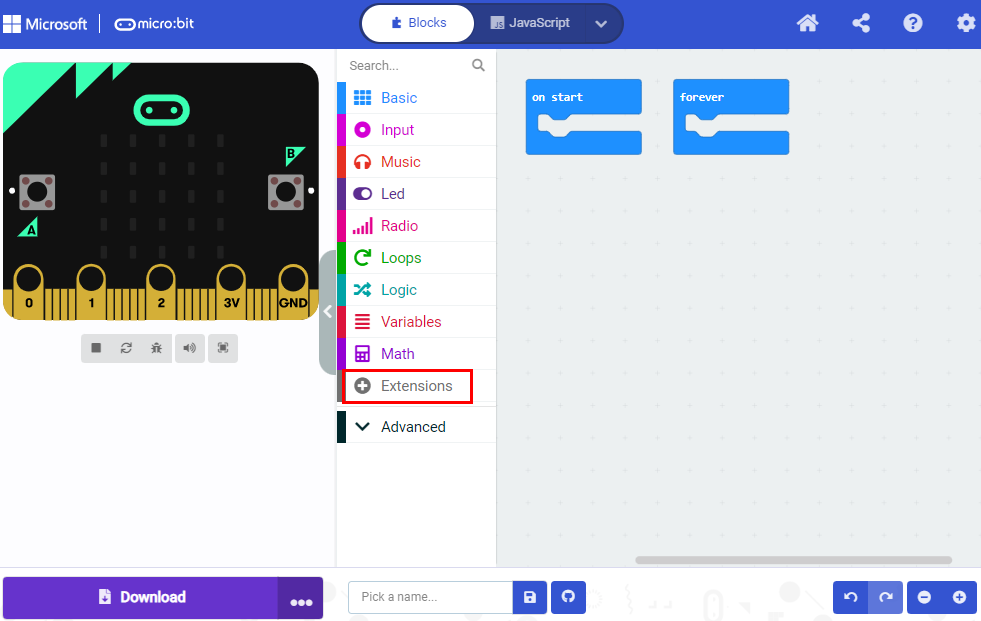 Microsoft micro:bit Blocks JavaScript
Search...
Basic
Input
Music
Led
Radio
Loops
Logic
Variables
Math
Extensions
Advanced
on start
forever
B
A
0 1 2 3V GND
Download
Pick a name...